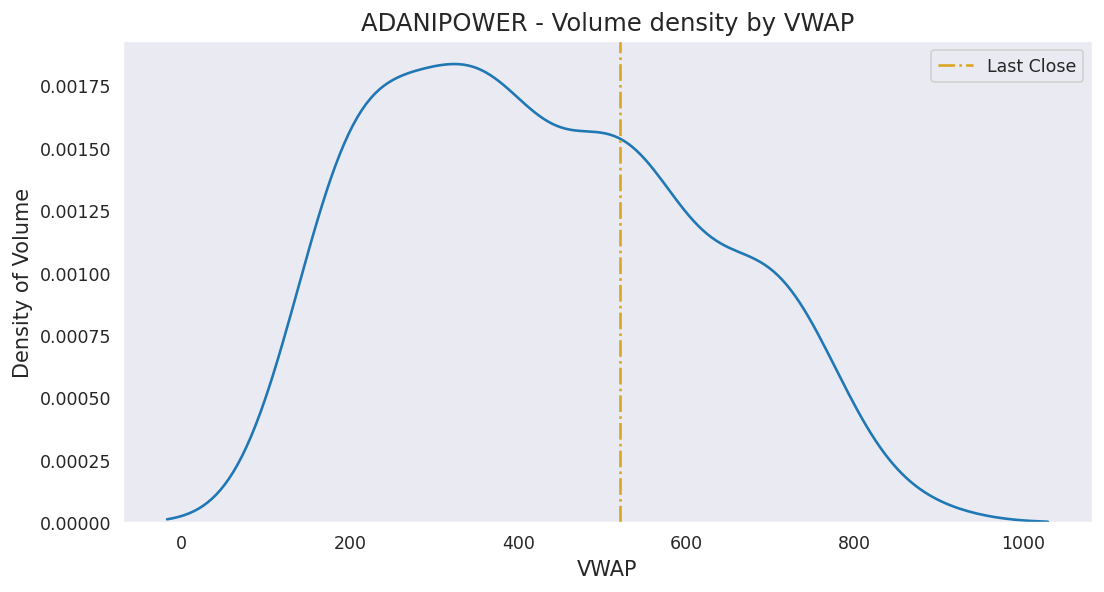 ADANIPOWER - Volume density by VWAP
Last Close
Density of Volume
0.00175
0.00150
0.00125
0.00100
0.00075
0.00050
0.00025
0.00000
0 200 400 600 800 1000
VWAP